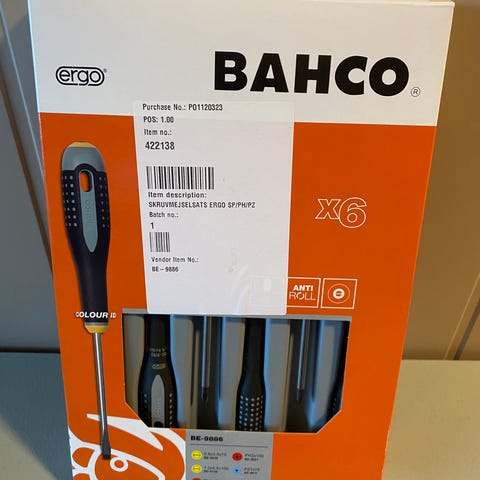 ergo
BAHCO®
Purchase No.: PO1120323
POS: 1.00
Item no.:
422138
Item description:
SKRUVMEJSELSATS ERGO SP/PH/PZ
Batch no.:
1
Vendor Item No.:
BE-9886
x6
ANTI
ROLL
BAHCO
COLOUR ID
BE-9886